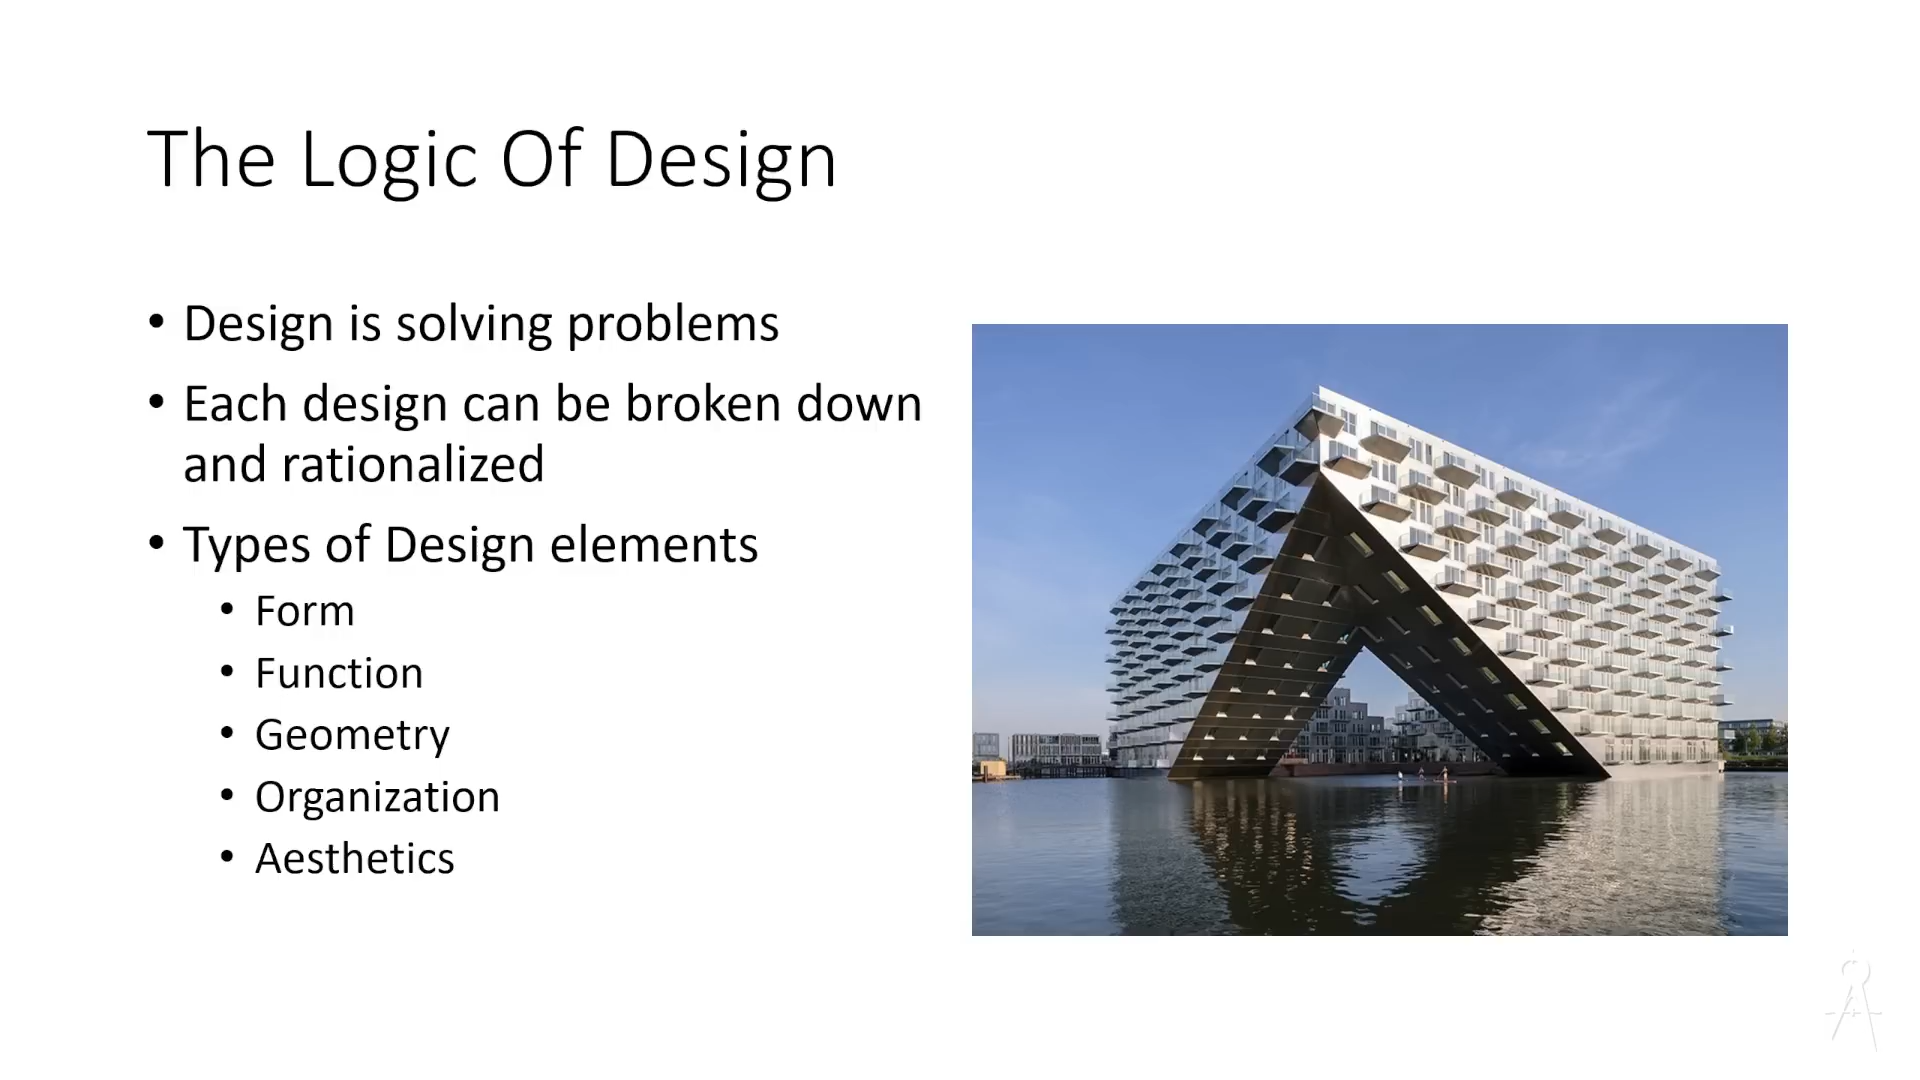 The Logic Of Design
• Design is solving problems
• Each design can be broken down
and rationalized
• Types of Design elements
• Form
• Function
• Geometry
• Organization
• Aesthetics